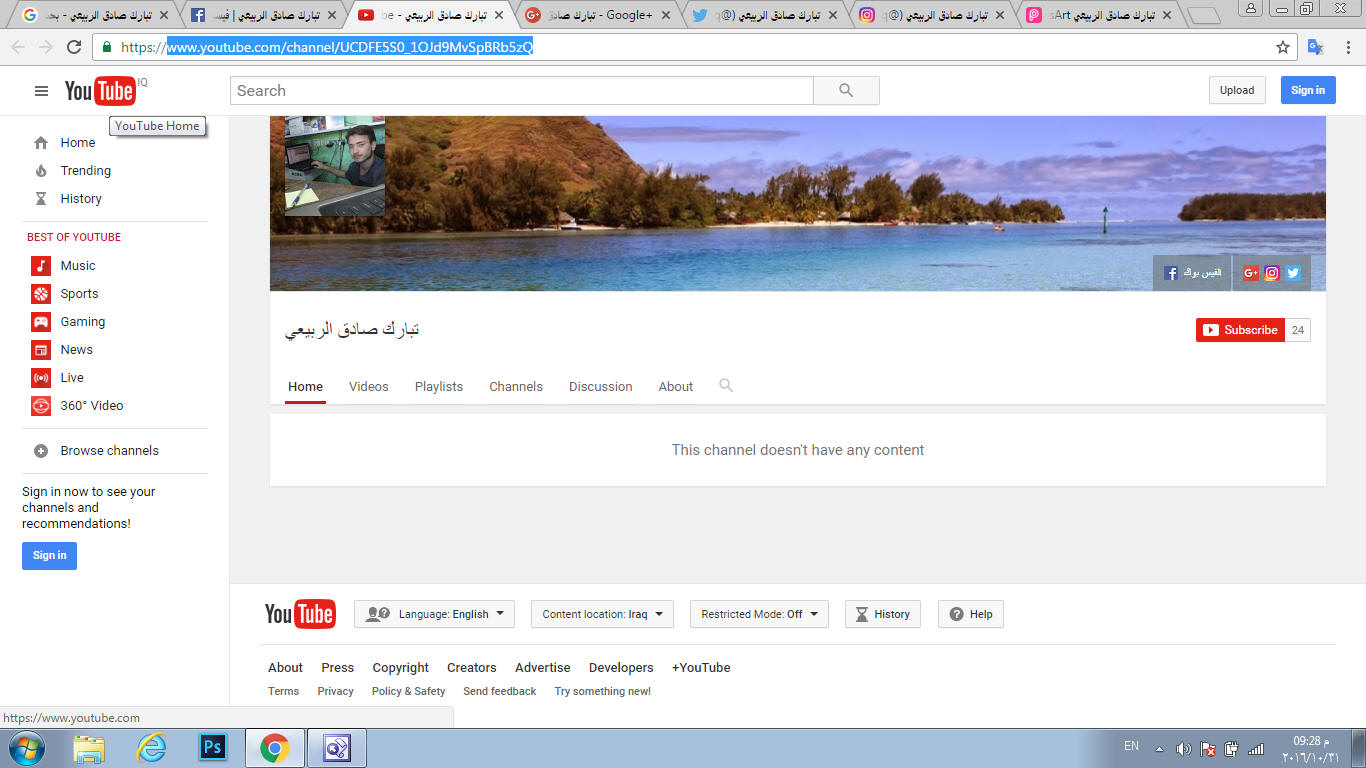 تبارك صادق الربيعي - بحد
تبارك صادق الربيعي | فيسـ
تبارك صادق الربيعي - be
تبارك صادق - Google+
تبارك صادق الربيعي (@q
تبارك صادق الربيعي (@q
تبارك صادق الربيعي sArt
https://www.youtube.com/channel/UCDFE5S0_1OJd9MvSpBRb5zQ
YouTube IQ
Search
Upload
Sign in
YouTube Home
Home
Trending
History
BEST OF YOUTUBE
Music
Sports
Gaming
News
Live
360° Video
Browse channels
Sign in now to see your
channels and
recommendations!
Sign in
الفيس بوك
تبارك صادق الربيعي
Subscribe 24
Home Videos Playlists Channels Discussion About
This channel doesn't have any content
YouTube Language: English Content location: Iraq Restricted Mode: Off History Help
About Press Copyright Creators Advertise Developers +YouTube
Terms Privacy Policy & Safety Send feedback Try something new!
https://www.youtube.com
Ps
EN
09:28 م
٢٠١٦/١٠/٣١